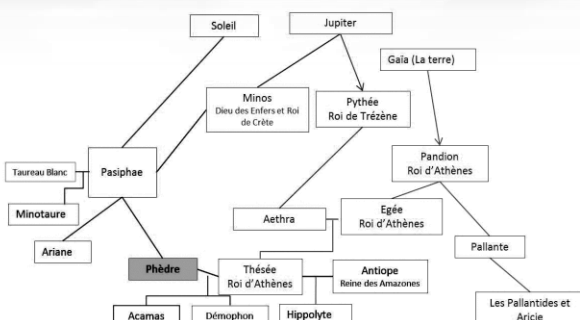 Soleil
Jupiter
Gaïa (La terre)
Minos
Dieu des Enfers et Roi
de Crète
Pythée
Roi de Trézène
Pandion
Roi d'Athènes
Taureau Blanc
Pasiphae
Minotaure
Ariane
Aethra
Egée
Roi d'Athènes
Pallante
Phèdre
Thésée
Roi d'Athènes
Antiope
Reine des Amazones
Acamas
Démophon
Hippolyte
Les Pallantides et
Aricie